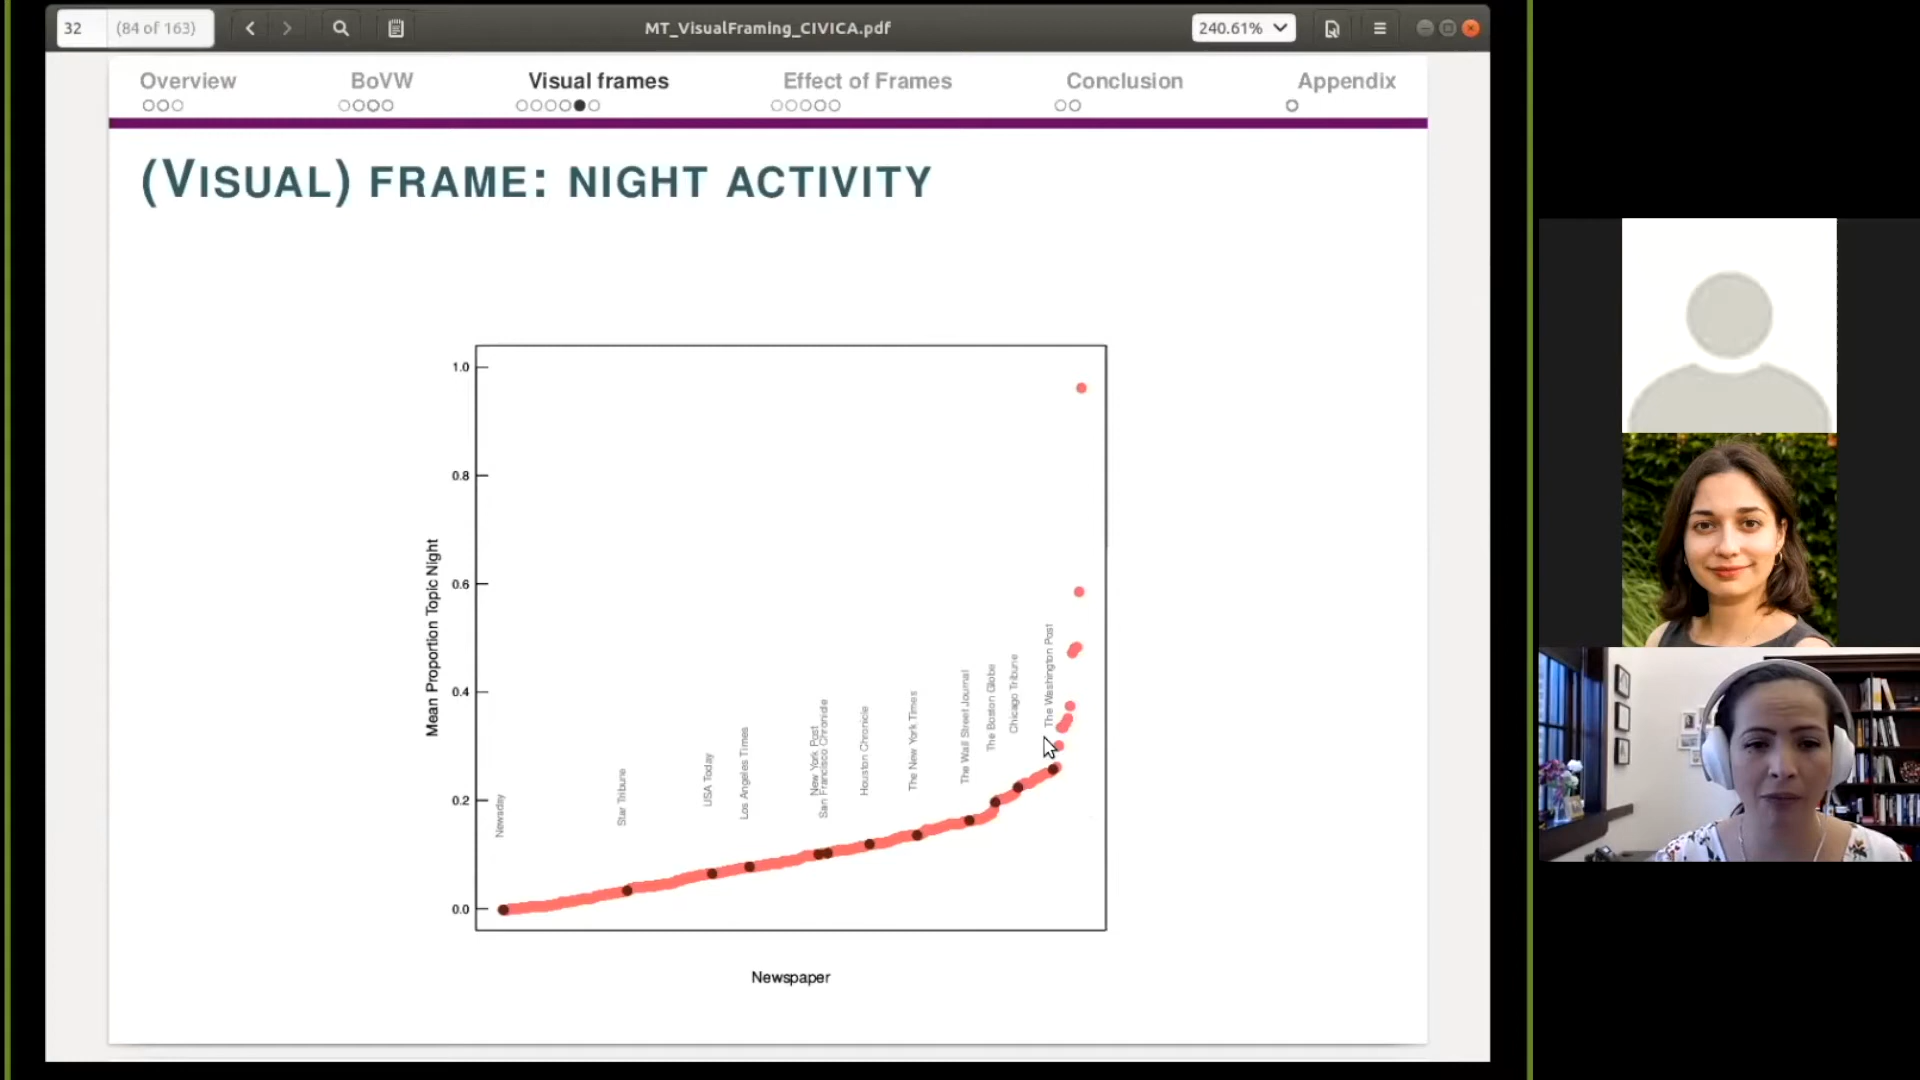 32 (84 of 163) MT_VisualFraming_CIVICA.pdf 240.61%
Overview BoVW Visual frames Effect of Frames Conclusion Appendix
(VISUAL) FRAME: NIGHT ACTIVITY
Mean Proportion Topic Night
1.0
0.8
0.6
0.4
0.2
0.0
Newsday
Star Tribune
USA Today
Los Angeles Times
New York Post
San Francisco Chronicle
Houston Chronicle
The New York Times
The Wall Street Journal
The Boston Globe
Chicago Tribune
The Washington Post
Newspaper